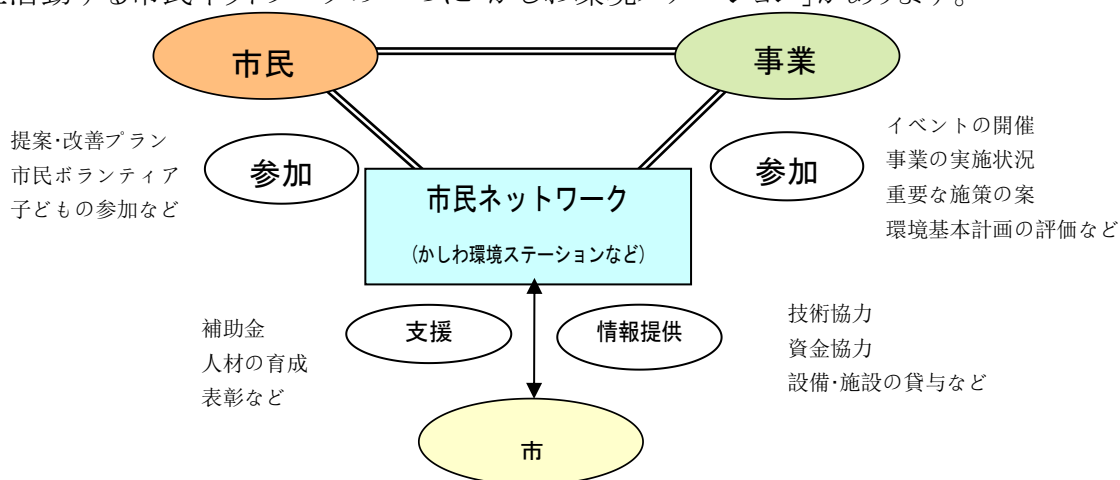 市民
事業
提案･改善プラン
市民ボランティア
子どもの参加など
参加
参加
イベントの開催
事業の実施状況
重要な施策の案
環境基本計画の評価など
市民ネットワーク
(かしわ環境ステーションなど)
補助金
人材の育成
表彰など
支援
情報提供
技術協力
資金協力
設備･施設の貸与など
市